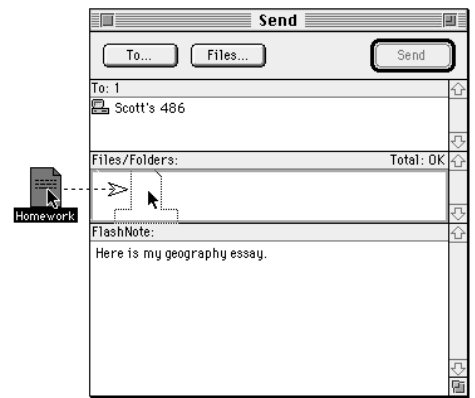 Send
To... Files... Send
To: 1
Scott's 486
Files/Folders: Total: 0K
Homework
FlashNote:
Here is my geography essay.